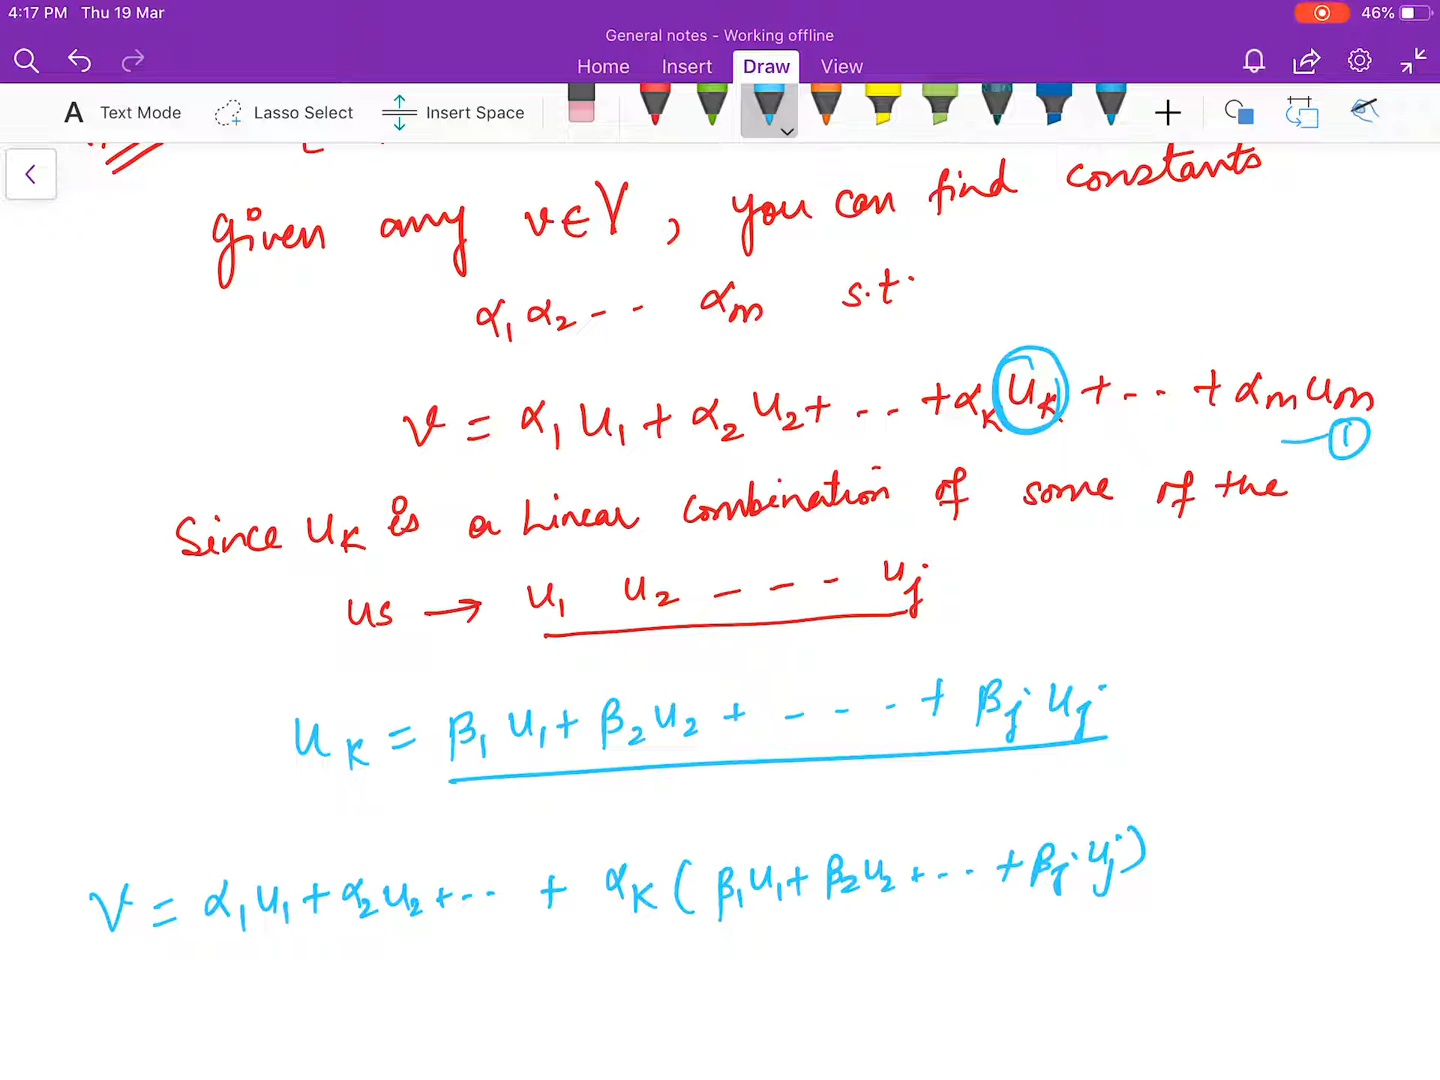 4:17 PM Thu 19 Mar 46%
General notes - Working offline
Home Insert Draw View
A Text Mode Lasso Select Insert Space
given any v∈V, you can find constants
α₁ α₂ -- -- αₘ s.t.
v = α₁ u₁ + α₂ u₂ + ... + αₖ uₖ + ... + αₘ uₘ
— ①
Since uₖ is a Linear combination of some of the
us → u₁ u₂ - - - - uⱼ
uₖ = β₁ u₁ + β₂ u₂ + - - - - + βⱼ uⱼ
V = α₁ u₁ + α₂ u₂ + ... + αₖ ( β₁ u₁ + β₂ u₂ + ... + βⱼ uⱼ )